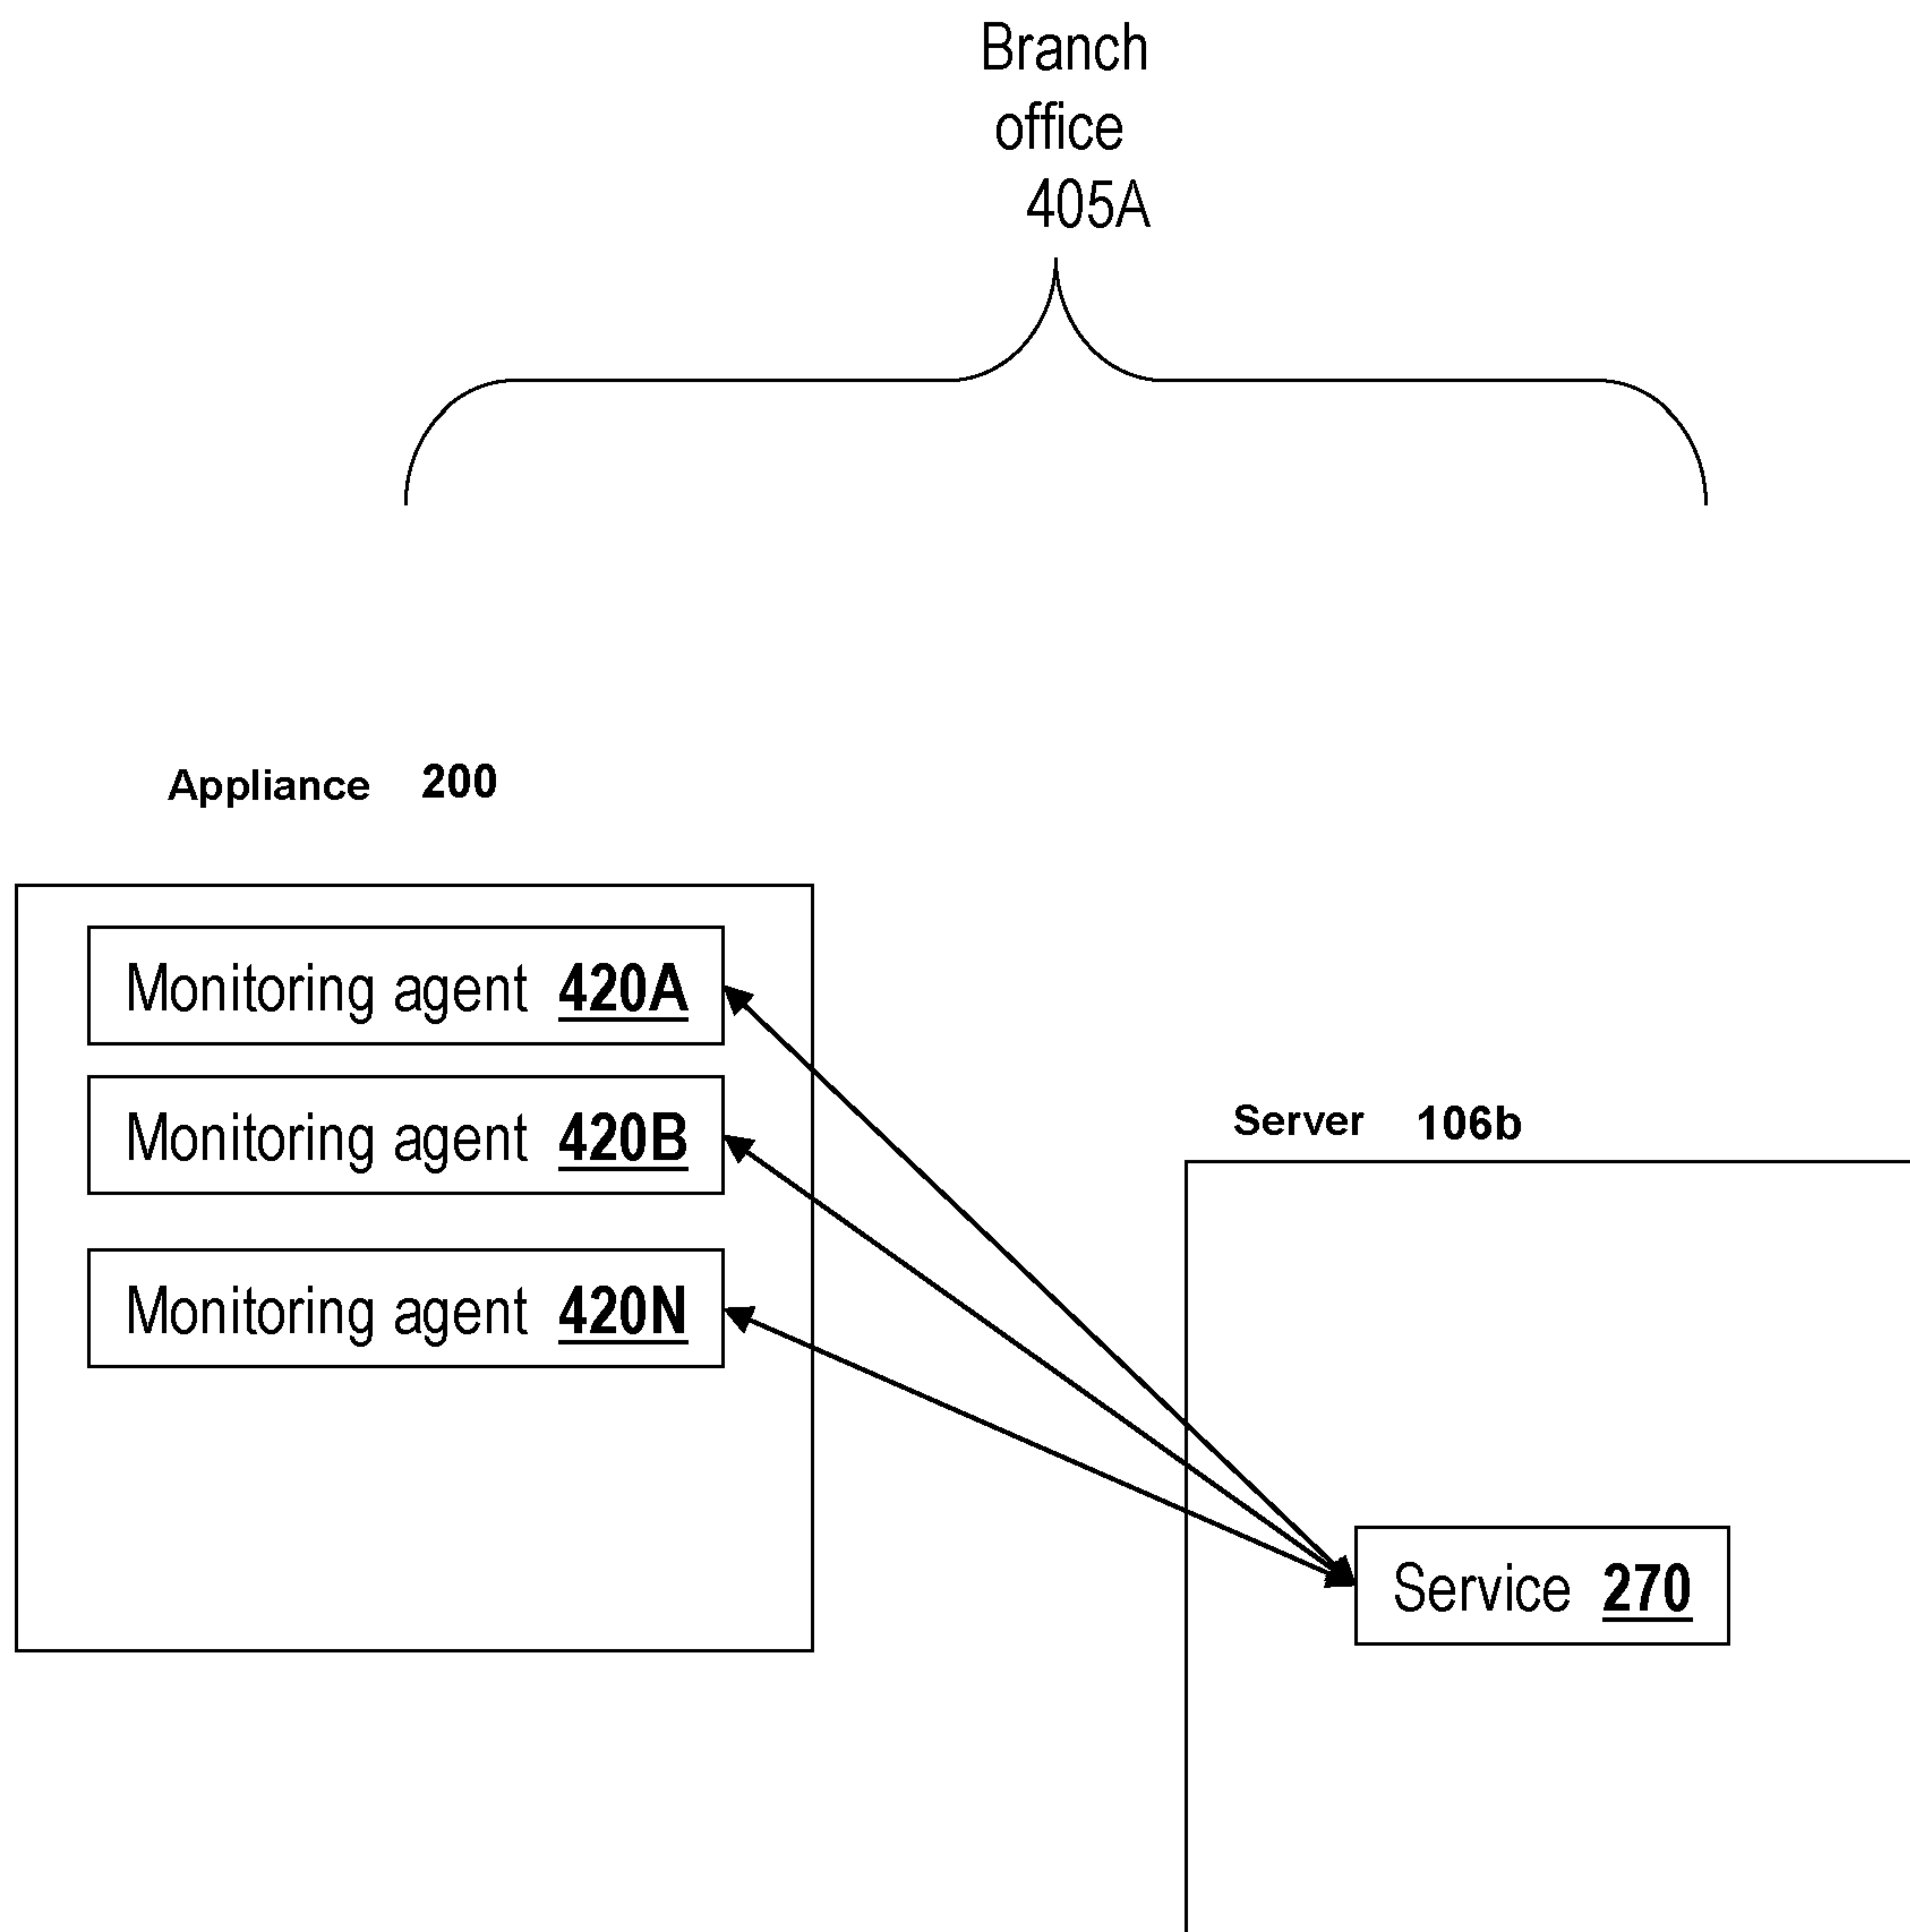 Branch
office
405A
Appliance 200
Monitoring agent 420A
Monitoring agent 420B
Monitoring agent 420N
Server 106b
Service 270